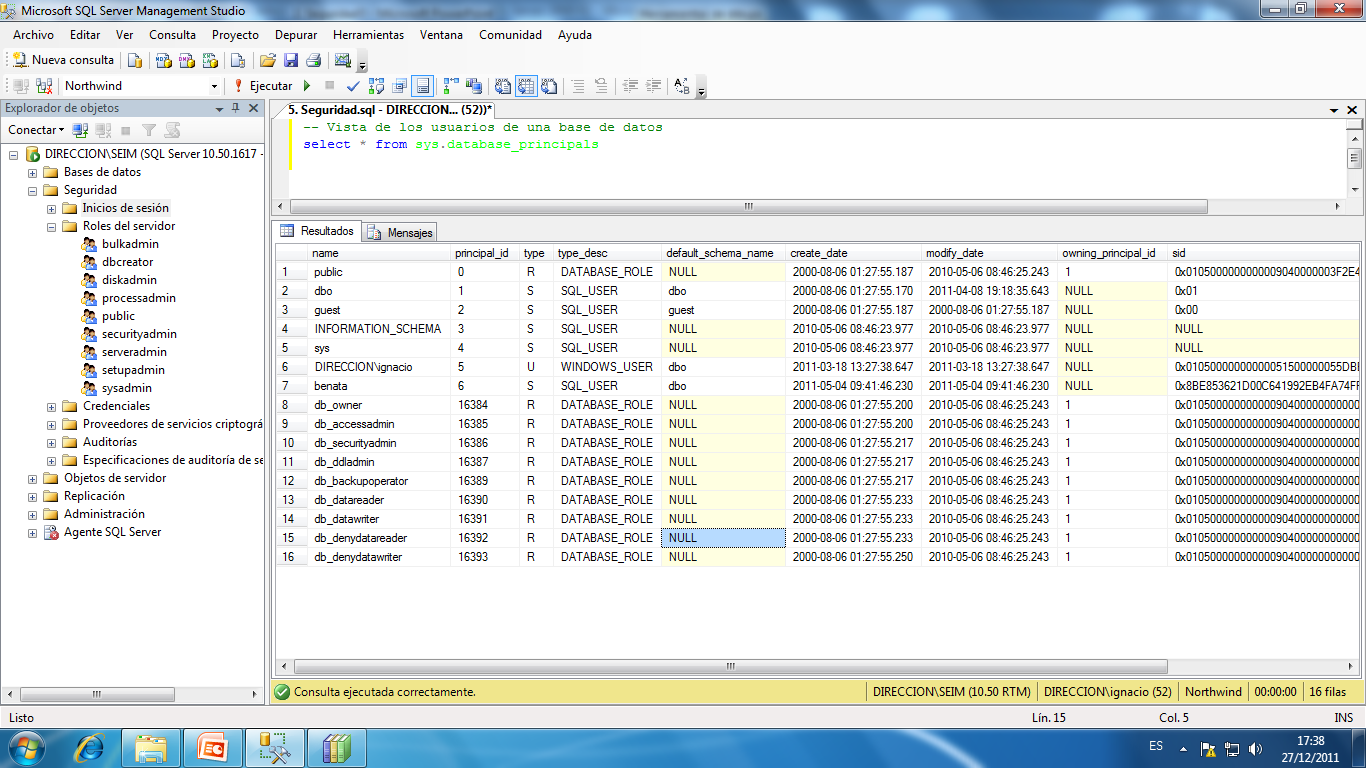 Microsoft SQL Server Management Studio
Archivo Editar Ver Consulta Proyecto Depurar Herramientas Ventana Comunidad Ayuda
Nueva consulta
Northwind Ejecutar
Explorador de objetos
Conectar
DIRECCION\SEIM (SQL Server 10.50.1617 -
Bases de datos
Seguridad
Inicios de sesión
Roles del servidor
bulkadmin
dbcreator
diskadmin
processadmin
public
securityadmin
serveradmin
setupadmin
sysadmin
Credenciales
Proveedores de servicios criptográ
Auditorías
Especificaciones de auditoría de se
Objetos de servidor
Replicación
Administración
Agente SQL Server
5. Seguridad.sql - DIRECCION... (52))*
-- Vista de los usuarios de una base de datos
select * from sys.database_principals
Resultados Mensajes
name principal_id type type_desc default_schema_name create_date modify_date owning_principal_id sid
1 public 0 R DATABASE_ROLE NULL 2000-08-06 01:27:55.187 2010-05-06 08:46:25.243 1 0x01050000000000090400000003F2E4
2 dbo 1 S SQL_USER dbo 2000-08-06 01:27:55.170 2011-04-08 19:18:35.643 NULL 0x01
3 guest 2 S SQL_USER guest 2000-08-06 01:27:55.187 2000-08-06 01:27:55.187 NULL 0x00
4 INFORMATION_SCHEMA 3 S SQL_USER NULL 2010-05-06 08:46:23.977 2010-05-06 08:46:23.977 NULL NULL
5 sys 4 S SQL_USER NULL 2010-05-06 08:46:23.977 2010-05-06 08:46:23.977 NULL NULL
6 DIRECCION\ignacio 5 U WINDOWS_USER dbo 2011-03-18 13:27:38.647 2011-03-18 13:27:38.647 NULL
7 benata 6 S SQL_USER dbo 2011-05-04 09:41:46.230 2011-05-04 09:41:46.230 NULL 0x8BE853621D00C641992EB4FA74FF
8 db_owner 16384 R DATABASE_ROLE NULL 2000-08-06 01:27:55.200 2010-05-06 08:46:25.243 1
9 db_accessadmin 16385 R DATABASE_ROLE NULL 2000-08-06 01:27:55.200 2010-05-06 08:46:25.243 1
10 db_securityadmin 16386 R DATABASE_ROLE NULL 2000-08-06 01:27:55.217 2010-05-06 08:46:25.243 1
11 db_ddladmin 16387 R DATABASE_ROLE NULL 2000-08-06 01:27:55.217 2010-05-06 08:46:25.243 1
12 db_backupoperator 16389 R DATABASE_ROLE NULL 2000-08-06 01:27:55.217 2010-05-06 08:46:25.243 1
13 db_datareader 16390 R DATABASE_ROLE NULL 2000-08-06 01:27:55.233 2010-05-06 08:46:25.243 1
14 db_datawriter 16391 R DATABASE_ROLE NULL 2000-08-06 01:27:55.233 2010-05-06 08:46:25.243 1
15 db_denydatareader 16392 R DATABASE_ROLE NULL 2000-08-06 01:27:55.233 2010-05-06 08:46:25.243 1
16 db_denydatawriter 16393 R DATABASE_ROLE NULL 2000-08-06 01:27:55.250 2010-05-06 08:46:25.243 1
Consulta ejecutada correctamente. DIRECCION\SEIM (10.50 RTM) DIRECCION\ignacio (52) Northwind 00:00:00 16 filas
Listo Lín. 15 Col. 5 INS
ES 17:38
27/12/2011